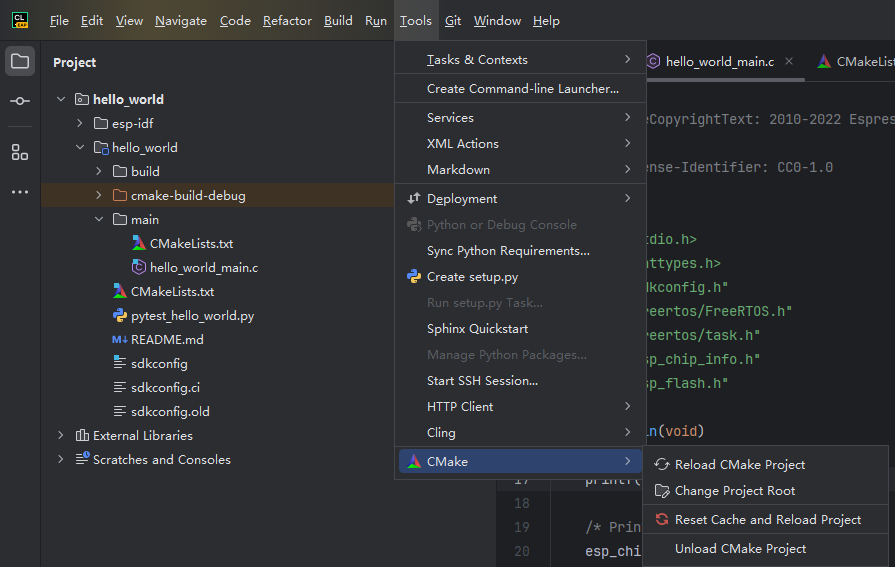 CL
File Edit View Navigate Code Refactor Build Run Tools Git Window Help
Project
hello_world
esp-idf
hello_world
build
cmake-build-debug
main
CMakeLists.txt
hello_world_main.c
CMakeLists.txt
pytest_hello_world.py
M↓ README.md
sdkconfig
sdkconfig.ci
sdkconfig.old
External Libraries
Scratches and Consoles
Tasks & Contexts
Create Command-line Launcher...
Services
XML Actions
Markdown
Deployment
Python or Debug Console
Sync Python Requirements...
Create setup.py
Run setup.py Task...
Sphinx Quickstart
Manage Python Packages...
Start SSH Session...
HTTP Client
Cling
CMake
Reload CMake Project
Change Project Root
Reset Cache and Reload Project
Unload CMake Project
hello_world_main.c
CMakeLis
eCopyrightText: 2010-2022 Espres
ense-Identifier: CC0-1.0
tdio.h>
nttypes.h>
dkconfig.h"
reertos/FreeRTOS.h"
reertos/task.h"
sp_chip_info.h"
sp_flash.h"
in(void)
17 printf(
18
19 /* Prin
20 esp_chi